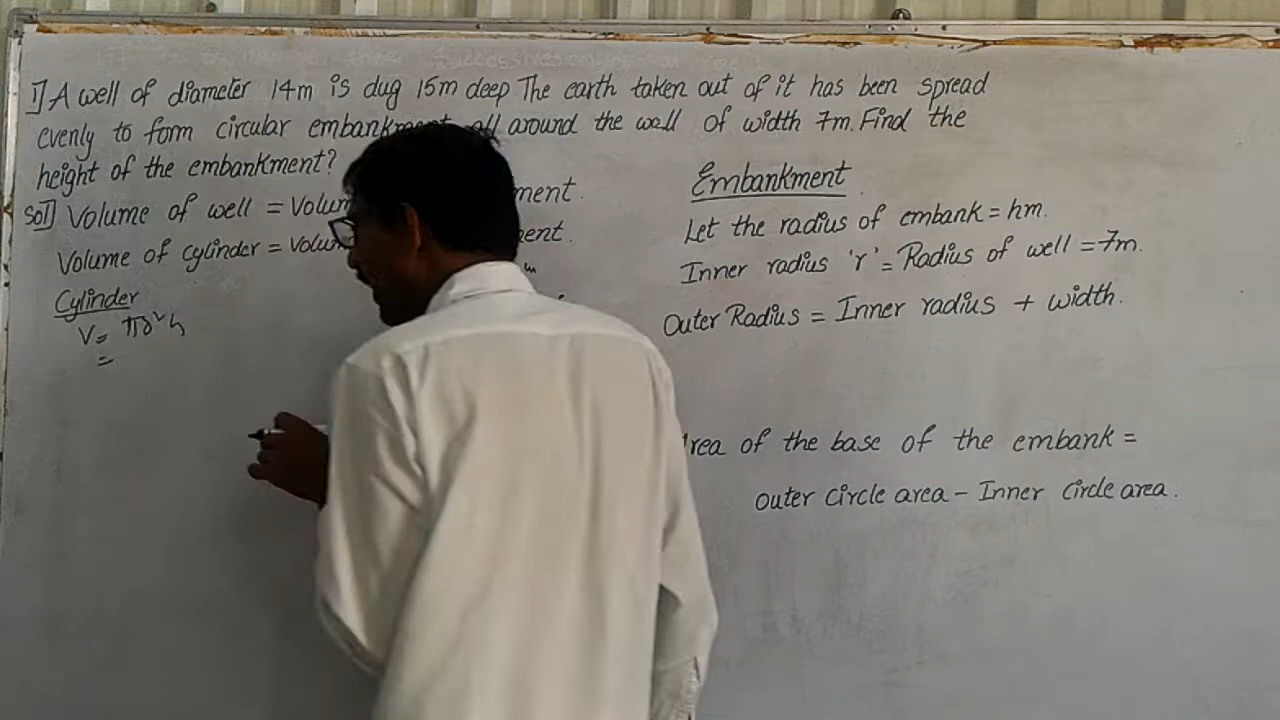 1] A well of diameter 14m is dug 15m deep The earth taken out of it has been spread
evenly to form circular embankment all around the wall of width 7m. Find the
height of the embankment?
Sol] Volume of well = Volum ment.
Volume of cylinder = Volum ent.
Cylinder
V= πr²h
=
Embankment
Let the radius of embank = hm.
Inner radius 'r' = Radius of well = 7m.
Outer Radius = Inner radius + width.
rea of the base of the embank =
outer circle area - Inner circle area.